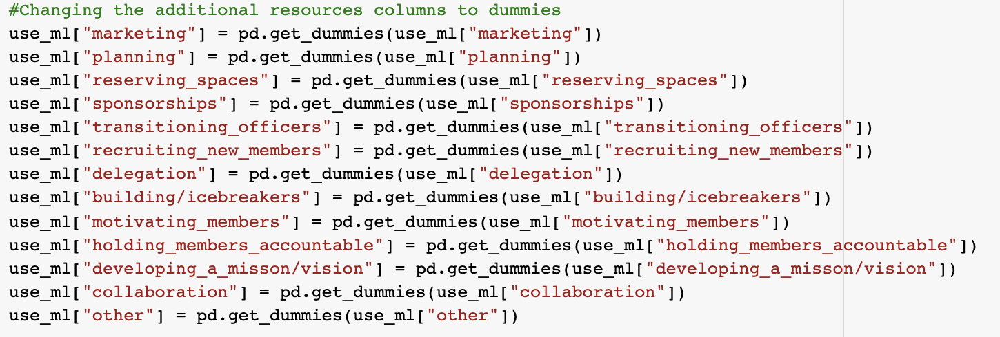 #Changing the additional resources columns to dummies
use_ml["marketing"] = pd.get_dummies(use_ml["marketing"])
use_ml["planning"] = pd.get_dummies(use_ml["planning"])
use_ml["reserving_spaces"] = pd.get_dummies(use_ml["reserving_spaces"])
use_ml["sponsorships"] = pd.get_dummies(use_ml["sponsorships"])
use_ml["transitioning_officers"] = pd.get_dummies(use_ml["transitioning_officers"])
use_ml["recruiting_new_members"] = pd.get_dummies(use_ml["recruiting_new_members"])
use_ml["delegation"] = pd.get_dummies(use_ml["delegation"])
use_ml["building/icebreakers"] = pd.get_dummies(use_ml["building/icebreakers"])
use_ml["motivating_members"] = pd.get_dummies(use_ml["motivating_members"])
use_ml["holding_members_accountable"] = pd.get_dummies(use_ml["holding_members_accountable"])
use_ml["developing_a_misson/vision"] = pd.get_dummies(use_ml["developing_a_misson/vision"])
use_ml["collaboration"] = pd.get_dummies(use_ml["collaboration"])
use_ml["other"] = pd.get_dummies(use_ml["other"])